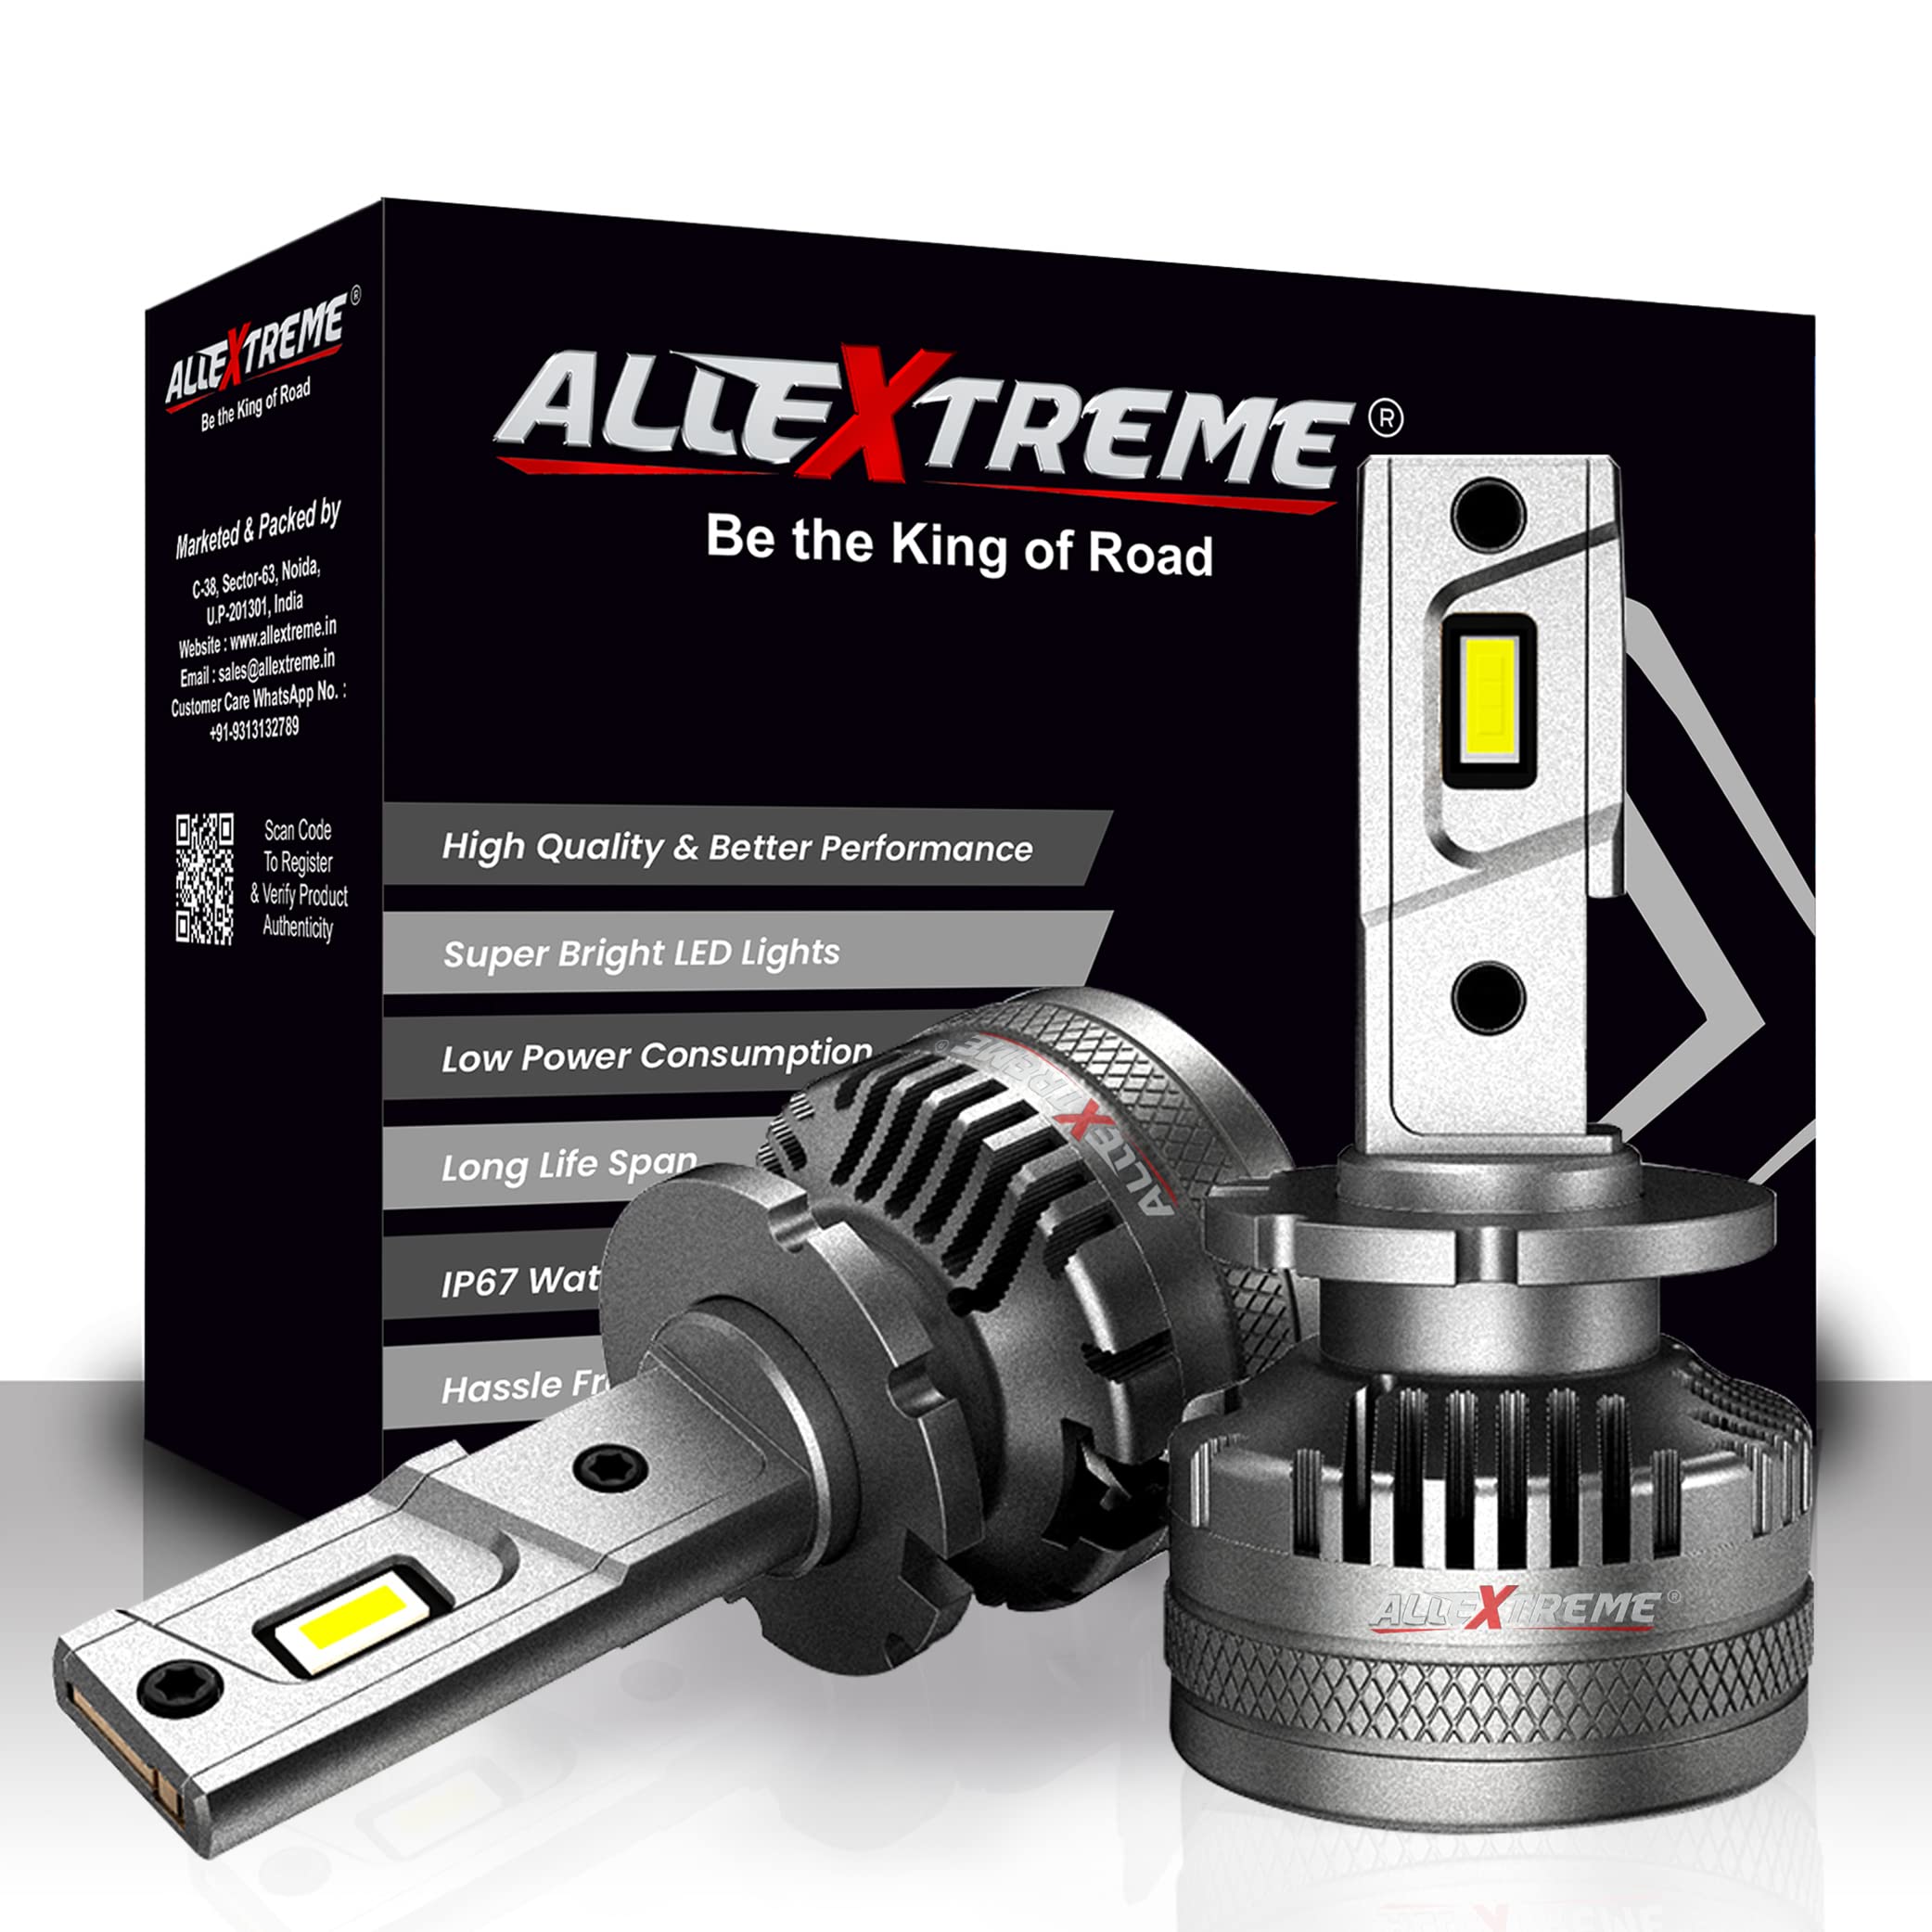 ALLEXTREME®
Be the King of Road
Marketed & Packed by
C-38, Sector-63, Noida,
U.P-201301, India
Website : www.allextreme.in
Email : sales@allextreme.in
Customer Care WhatsApp No. :
+91-9313132789
Scan Code
To Register
& Verify Product
Authenticity
ALLEXTREME®
Be the King of Road
High Quality & Better Performance
Super Bright LED Lights
Low Power Consumption
Long Life Span
IP67 Wat
Hassle Fr
ALLEXTREME®
ALLEXTREME®